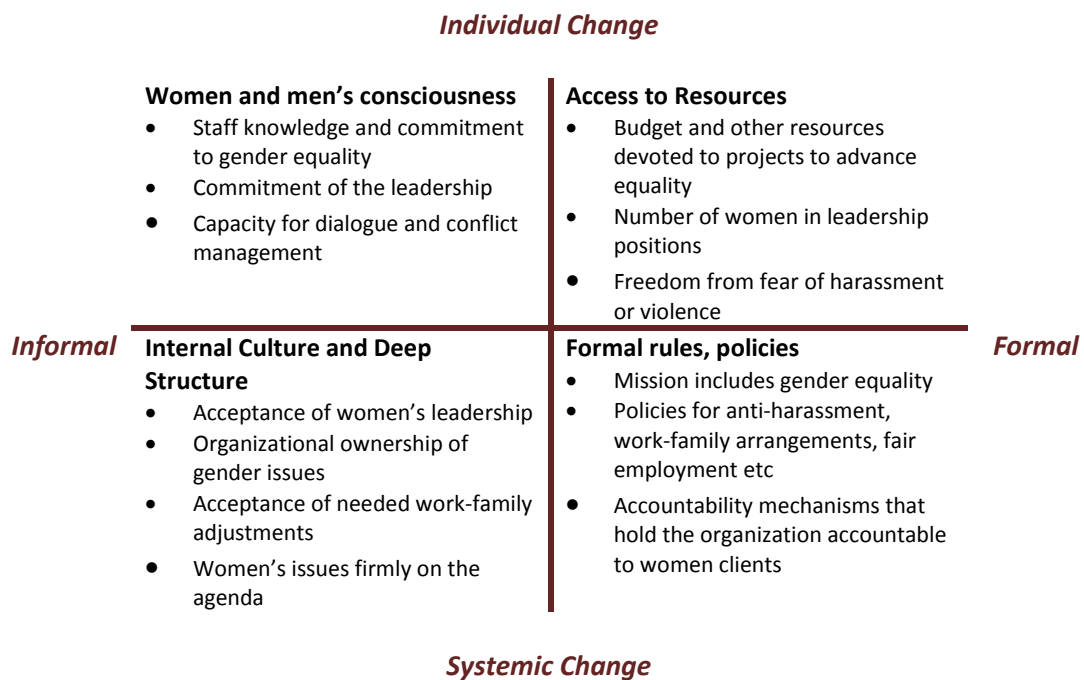 Individual Change
Women and men's consciousness
• Staff knowledge and commitment
to gender equality
• Commitment of the leadership
• Capacity for dialogue and conflict
management
Access to Resources
• Budget and other resources
devoted to projects to advance
equality
• Number of women in leadership
positions
• Freedom from fear of harassment
or violence
Informal
Internal Culture and Deep
Structure
• Acceptance of women's leadership
• Organizational ownership of
gender issues
• Acceptance of needed work-family
adjustments
• Women's issues firmly on the
agenda
Formal rules, policies
• Mission includes gender equality
• Policies for anti-harassment,
work-family arrangements, fair
employment etc
• Accountability mechanisms that
hold the organization accountable
to women clients
Formal
Systemic Change